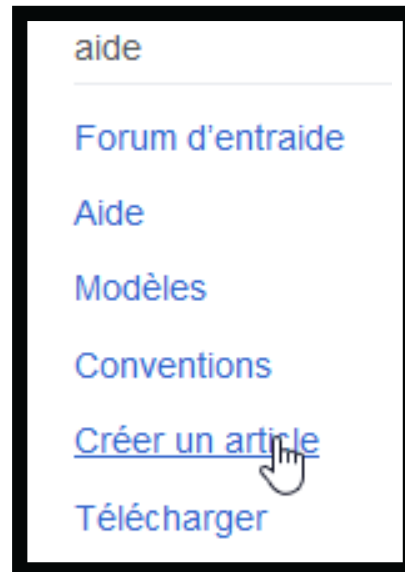 aide
Forum d’entraide
Aide
Modèles
Conventions
Créer un article
Télécharger